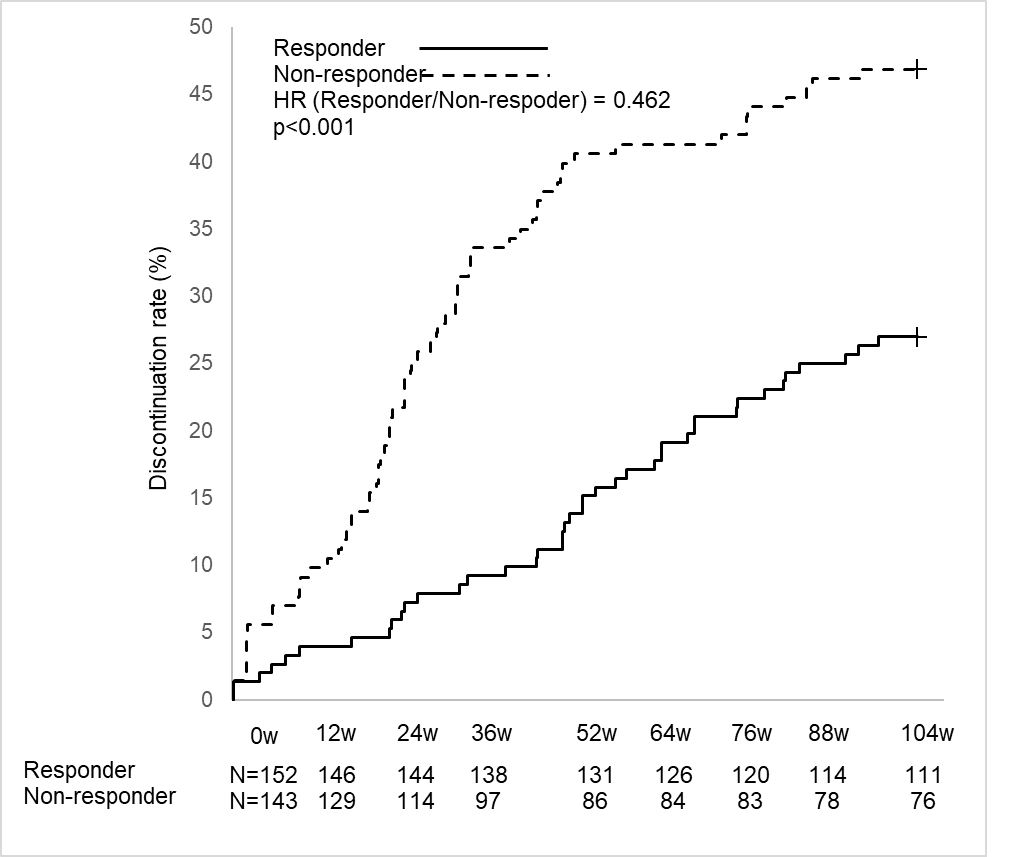 50
45
40
35
30
25
20
15
10
5
0
Discontinuation rate (%)
Responder
Non-responder
HR (Responder/Non-respoder) = 0.462
p<0.001
0w 12w 24w 36w 52w 64w 76w 88w 104w
Responder N=152 146 144 138 131 126 120 114 111
Non-responder N=143 129 114 97 86 84 83 78 76